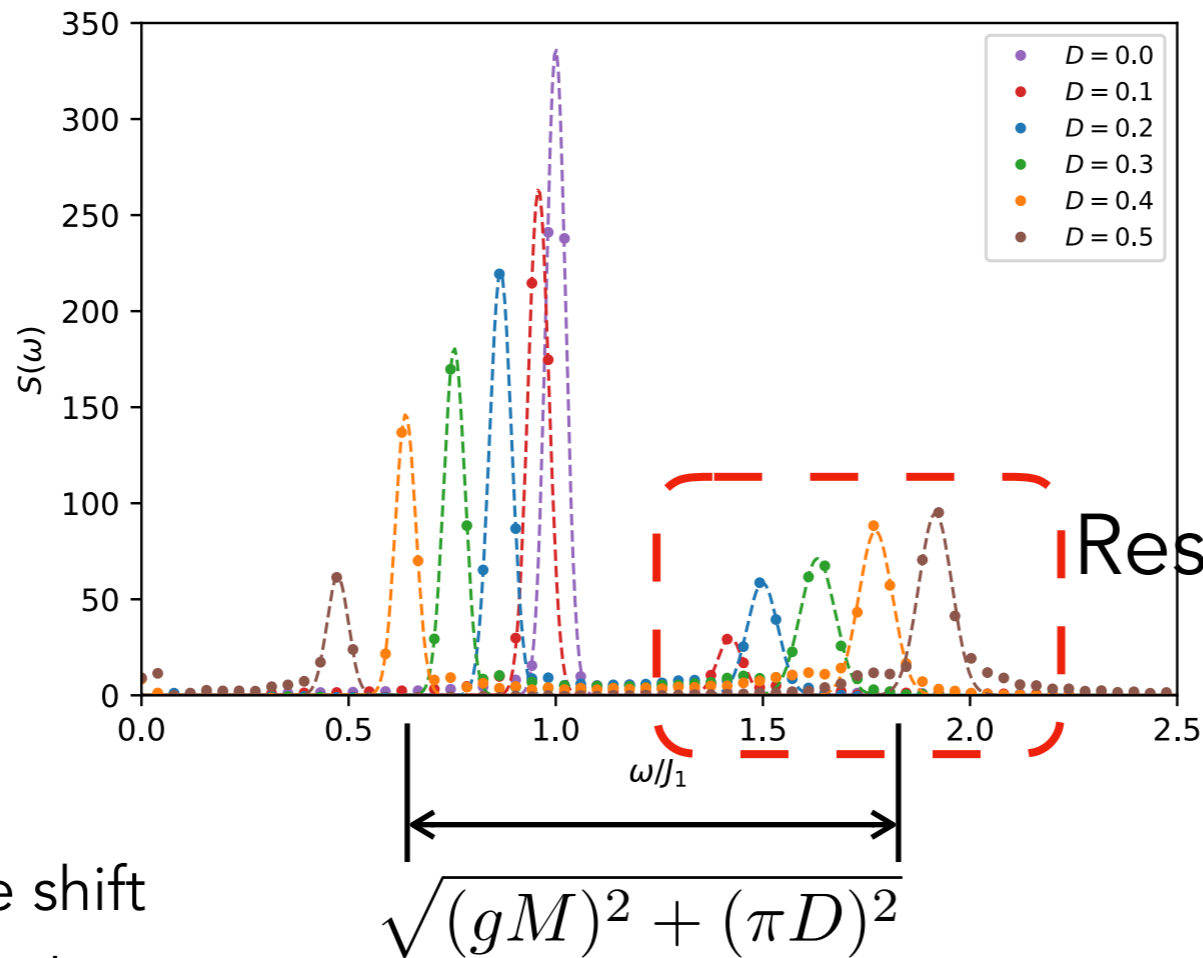 350
300
250
200
150
100
50
0
S(ω)
D = 0.0
D = 0.1
D = 0.2
D = 0.3
D = 0.4
D = 0.5
Res
0.0 0.5 1.0 1.5 2.0 2.5
ω/J₁
e shift
√(gM)² + (πD)²